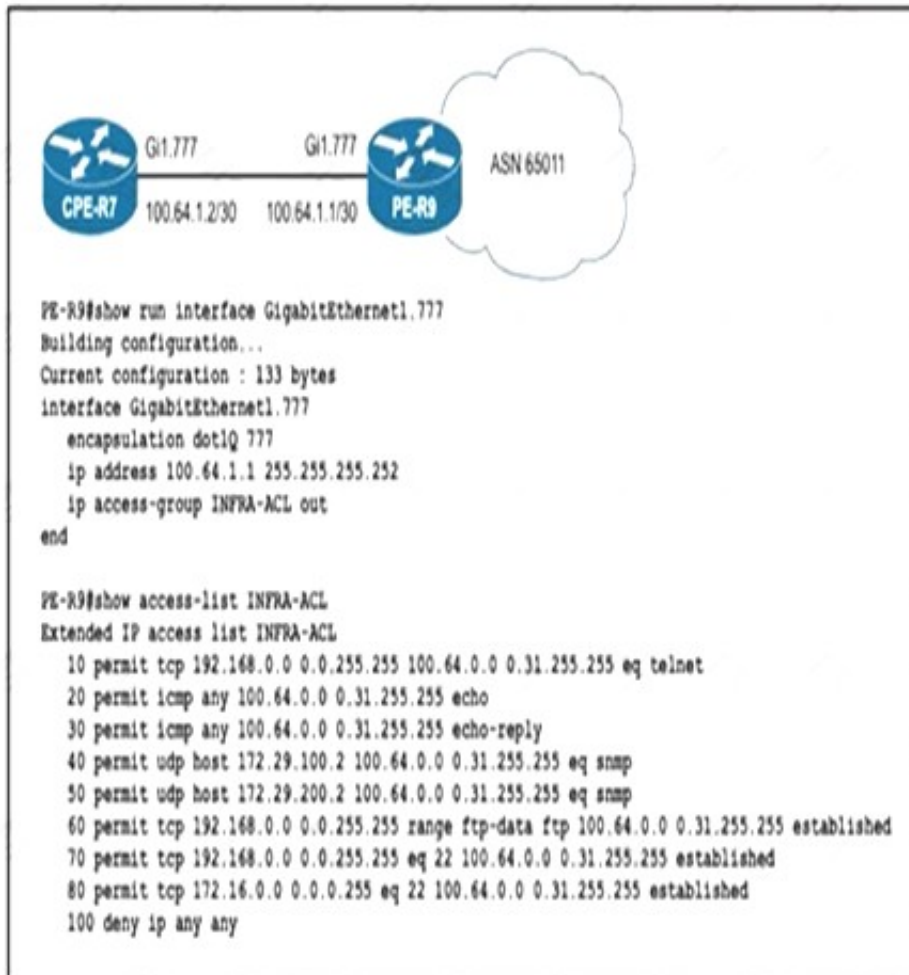 Gi1.777 Gi1.777
ASN 65011
CPE-R7 100.64.1.2/30 100.64.1.1/30 PE-R9
PE-R9#show run interface GigabitEthernet1.777
Building configuration...
Current configuration : 133 bytes
interface GigabitEthernet1.777
encapsulation dot1Q 777
ip address 100.64.1.1 255.255.255.252
ip access-group INFRA-ACL out
end
PE-R9#show access-list INFRA-ACL
Extended IP access list INFRA-ACL
10 permit tcp 192.168.0.0 0.0.255.255 100.64.0.0 0.31.255.255 eq telnet
20 permit icmp any 100.64.0.0 0.31.255.255 echo
30 permit icmp any 100.64.0.0 0.31.255.255 echo-reply
40 permit udp host 172.29.100.2 100.64.0.0 0.31.255.255 eq snmp
50 permit udp host 172.29.200.2 100.64.0.0 0.31.255.255 eq snmp
60 permit tcp 192.168.0.0 0.0.255.255 range ftp-data ftp 100.64.0.0 0.31.255.255 established
70 permit tcp 192.168.0.0 0.0.255.255 eq 22 100.64.0.0 0.31.255.255 established
80 permit tcp 172.16.0.0 0.0.0.255 eq 22 100.64.0.0 0.31.255.255 established
100 deny ip any any